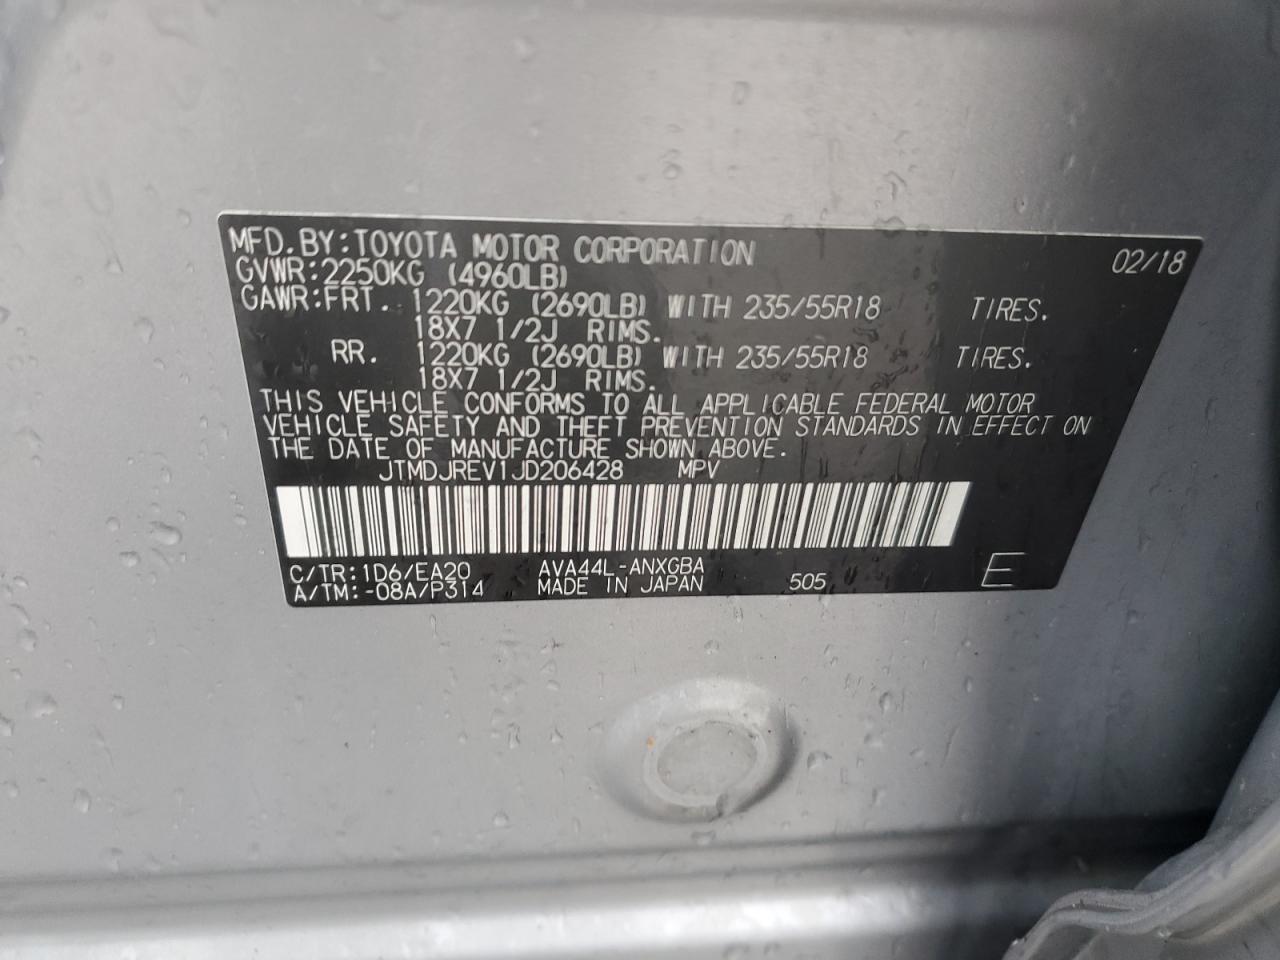 MFD. BY: TOYOTA MOTOR CORPORATION 02/18
GVWR: 2250KG (4960LB)
GAWR: FRT. 1220KG (2690LB) WITH 235/55R18 TIRES.
18X7 1/2J RIMS.
RR. 1220KG (2690LB) WITH 235/55R18 TIRES.
18X7 1/2J RIMS.
THIS VEHICLE CONFORMS TO ALL APPLICABLE FEDERAL MOTOR
VEHICLE SAFETY AND THEFT PREVENTION STANDARDS IN EFFECT ON
THE DATE OF MANUFACTURE SHOWN ABOVE.
JTMDJREV1JD206428 MPV
C/TR: 1D6/EA20 AVA44L-ANXGBA
A/TM: -08A/P314 MADE IN JAPAN 505 E